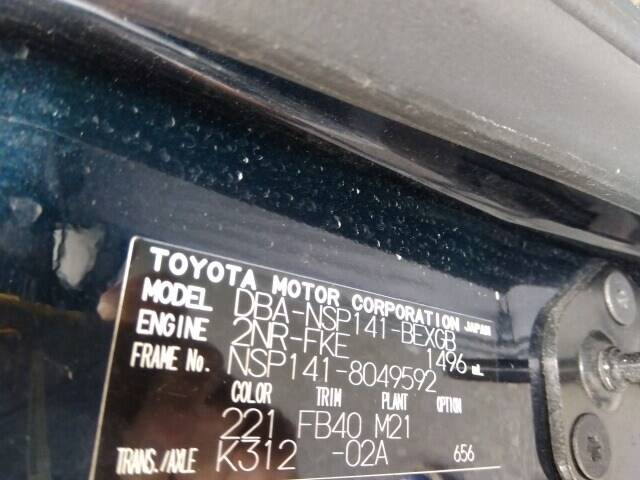 TOYOTA MOTOR CORPORATION JAPAN
MODEL DBA-NSP141-BEXGB
ENGINE 2NR-FKE 1496 mL
FRAME No. NSP141-8049592
COLOR TRIM PLANT OPTION
221 FB40 M21
TRANS./AXLE K312 -02A 656